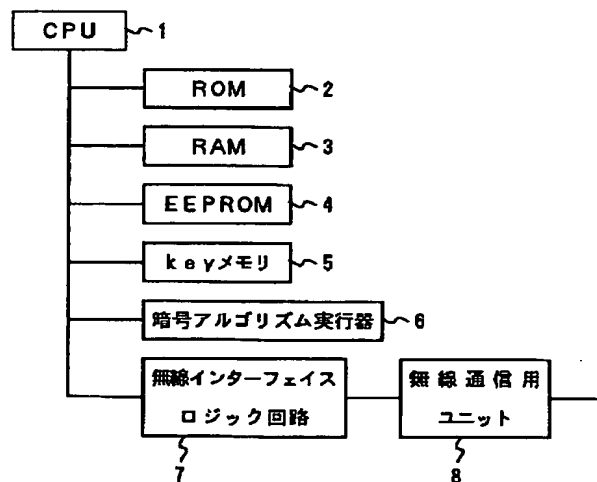 CPU 1
ROM 2
RAM 3
EEPROM 4
keyメモリ 5
暗号アルゴリズム実行器 6
無線インターフェイス
ロジック回路
7
無線通信用
ユニット
8